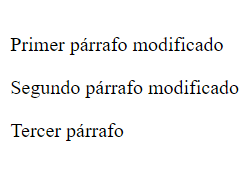 Primer párrafo modificado
Segundo párrafo modificado
Tercer párrafo